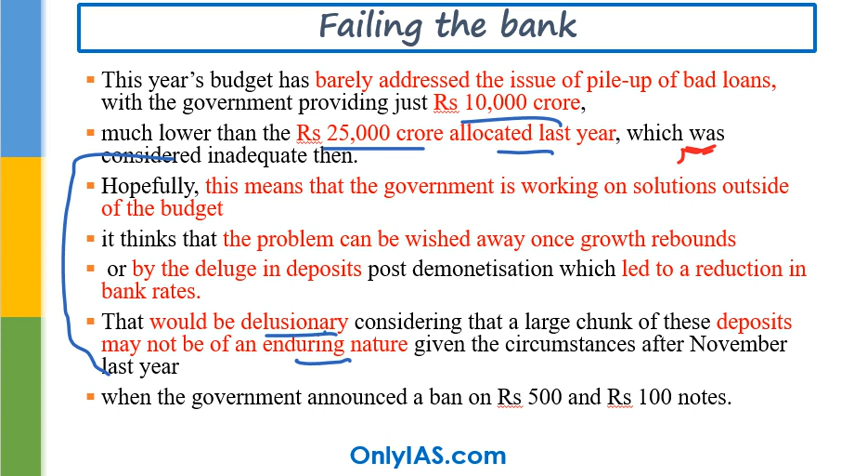 Failing the bank
This year's budget has barely addressed the issue of pile-up of bad loans,
with the government providing just Rs 10,000 crore,
much lower than the Rs 25,000 crore allocated last year, which was
considered inadequate then.
Hopefully, this means that the government is working on solutions outside
of the budget
it thinks that the problem can be wished away once growth rebounds
or by the deluge in deposits post demonetisation which led to a reduction in
bank rates.
That would be delusionary considering that a large chunk of these deposits
may not be of an enduring nature given the circumstances after November
last year
when the government announced a ban on Rs 500 and Rs 100 notes.
OnlyIAS.com